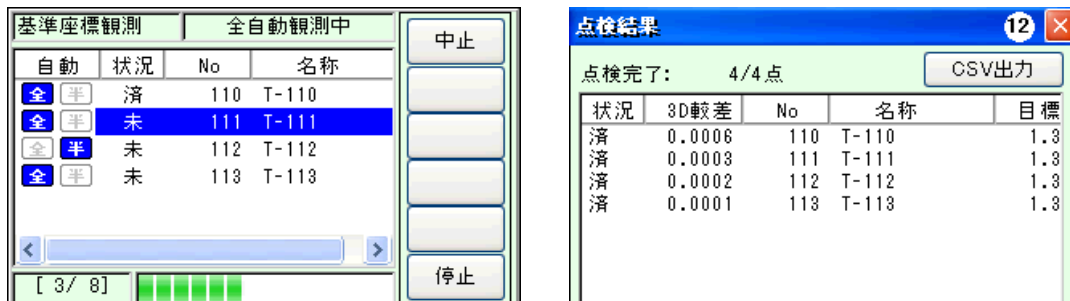 基準座標観測 全自動観測中 中止
自動 状況 No 名称
全 半 済 110 T-110
全 半 未 111 T-111
全 半 未 112 T-112
全 半 未 113 T-113
[ 3/ 8] 停止
点検結果 12
点検完了: 4/4点 CSV出力
状況 3D較差 No 名称 目標
済 0.0006 110 T-110 1.3
済 0.0003 111 T-111 1.3
済 0.0002 112 T-112 1.3
済 0.0001 113 T-113 1.3